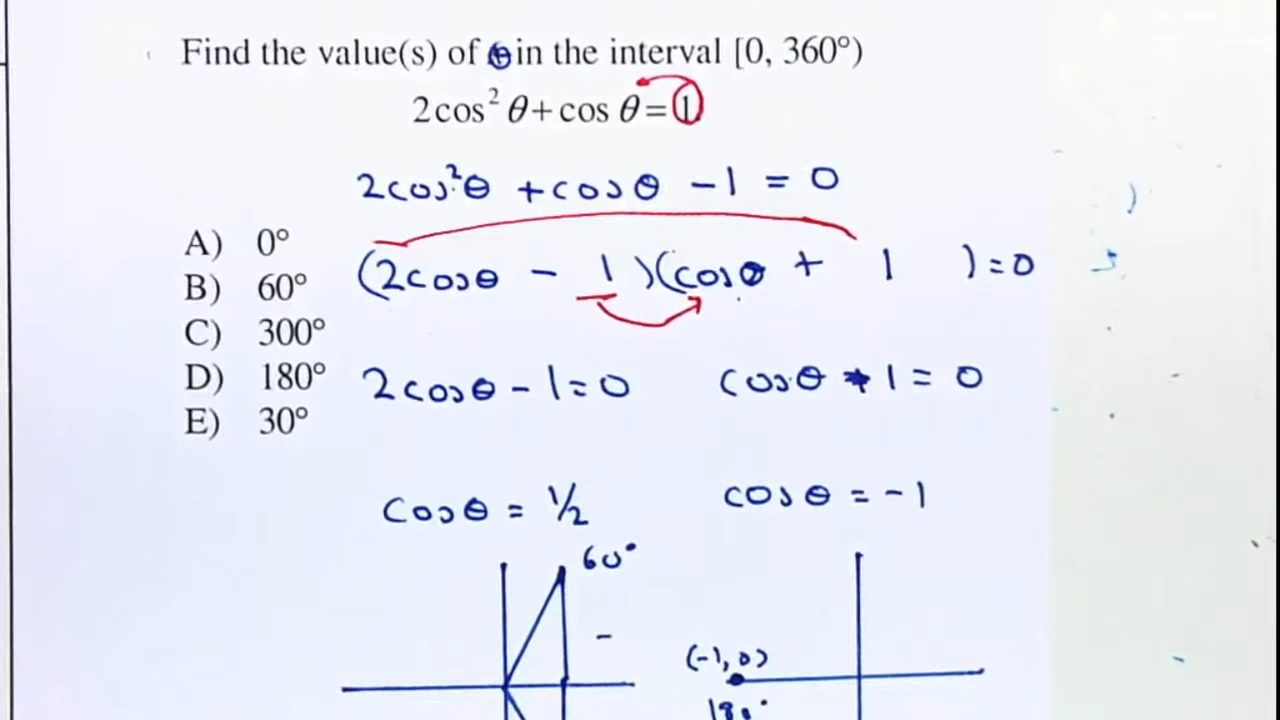 Find the value(s) of θ in the interval [0, 360°)
2cos² θ+cos θ=1
2cos²θ +cosθ -1 = 0
A) 0°
(2cosθ - 1)(cosθ + 1 )=0
B) 60°
C) 300°
D) 180°
2cosθ-1=0 cosθ + 1 = 0
E) 30°
cosθ = 1/2 cosθ = -1
60°
(-1,0)
180°